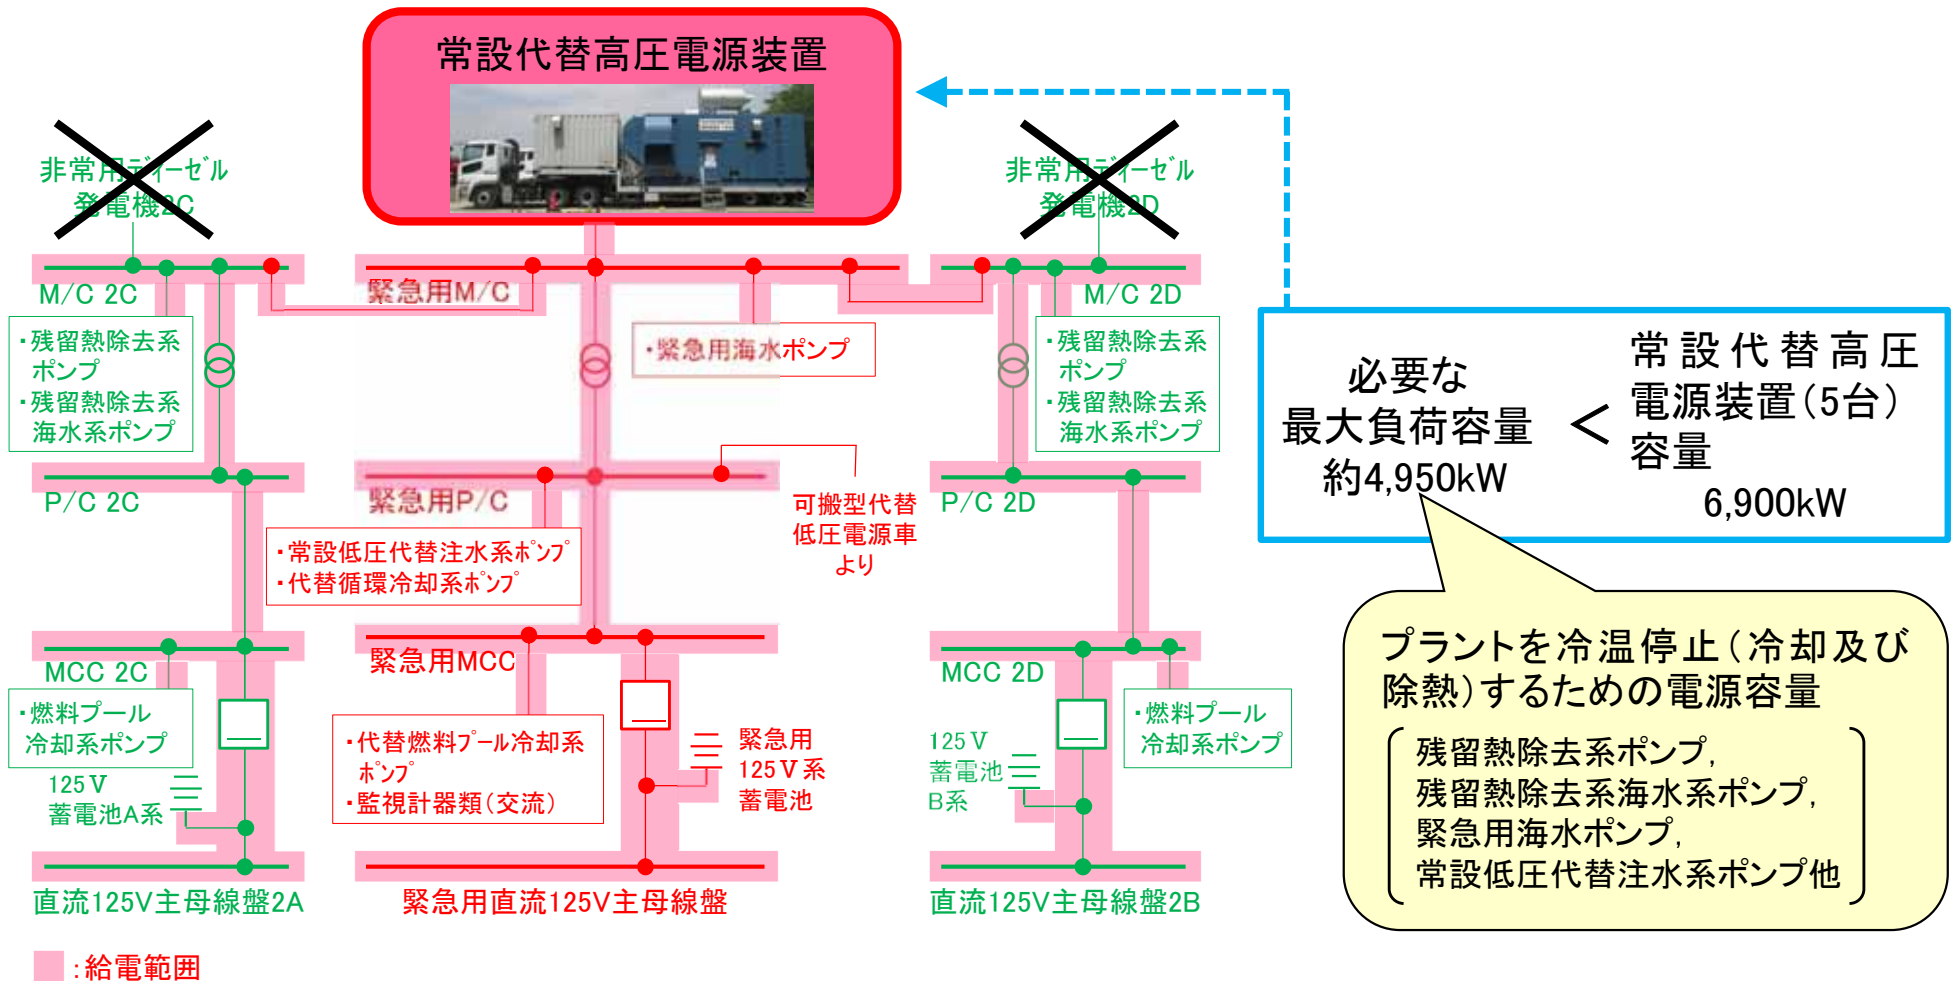 常設代替高圧電源装置
非常用ディーゼル
発電機2C
非常用ディーゼル
発電機2D
M/C 2C
緊急用M/C
M/C 2D
・残留熱除去系
ポンプ
・残留熱除去系
海水系ポンプ
・緊急用海水ポンプ
・残留熱除去系
ポンプ
・残留熱除去系
海水系ポンプ
P/C 2C
緊急用P/C
P/C 2D
可搬型代替
低圧電源車
より
・常設低圧代替注水系ﾎﾟﾝﾌﾟ
・代替循環冷却系ﾎﾟﾝﾌﾟ
MCC 2C
緊急用MCC
MCC 2D
・燃料プール
冷却系ポンプ
・代替燃料ﾌﾟｰﾙ冷却系
ﾎﾟﾝﾌﾟ
・監視計器類（交流）
緊急用
125V系
蓄電池
・燃料プール
冷却系ポンプ
125V
蓄電池A系
125V
蓄電池
B系
直流125V主母線盤2A
緊急用直流125V主母線盤
直流125V主母線盤2B
：給電範囲
必要な
最大負荷容量
約4,950kW
＜
常設代替高圧
電源装置（5台）
容量
6,900kW
プラントを冷温停止（冷却及び
除熱）するための電源容量
残留熱除去系ポンプ，
残留熱除去系海水系ポンプ，
緊急用海水ポンプ，
常設低圧代替注水系ポンプ他